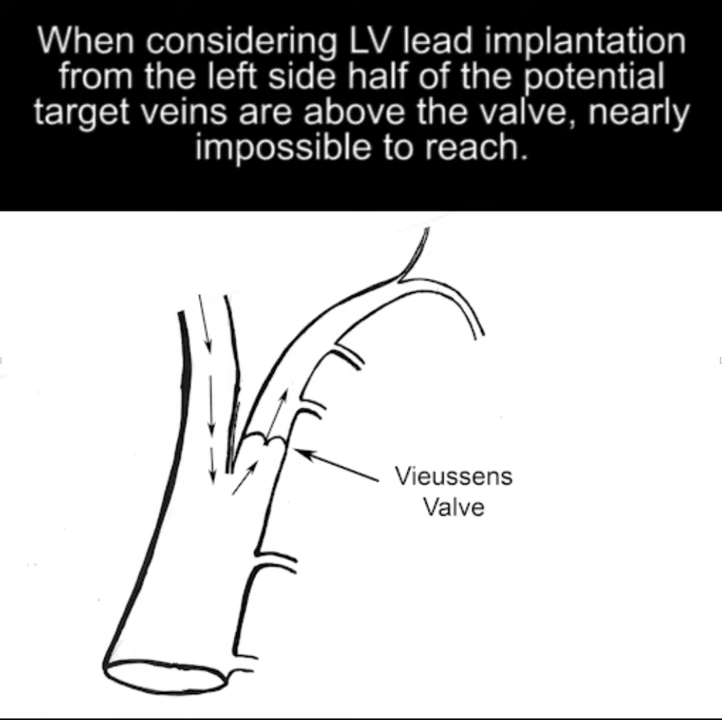 When considering LV lead implantation
from the left side half of the potential
target veins are above the valve, nearly
impossible to reach.
Vieussens
Valve